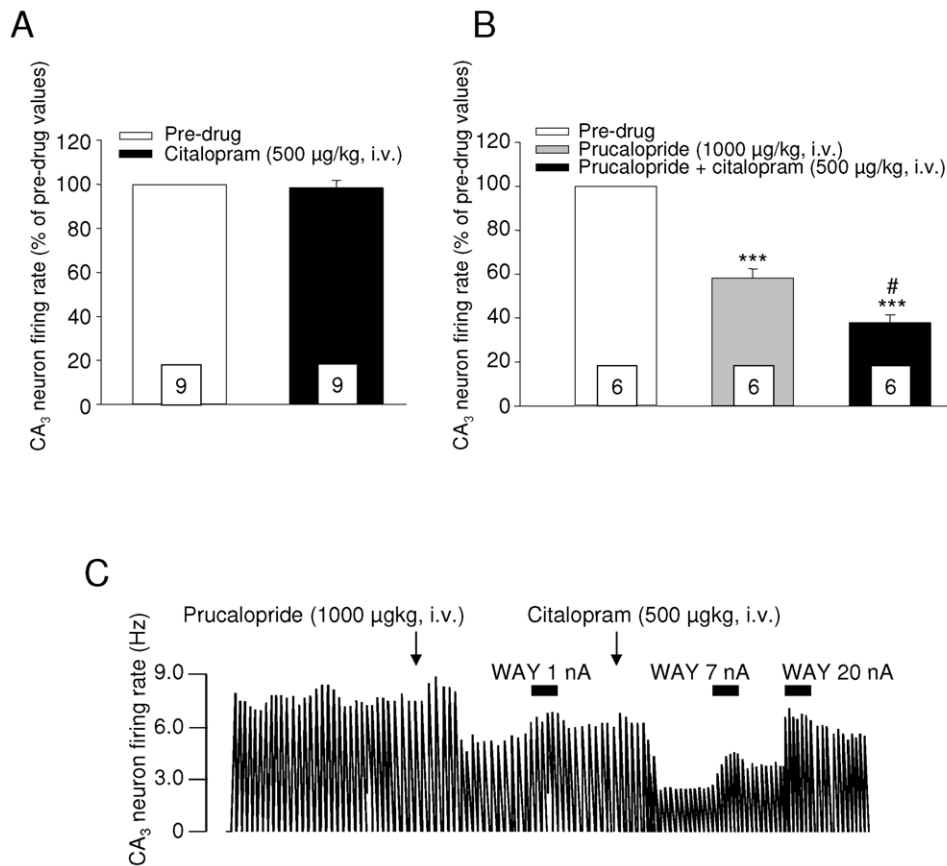 A
CA3 neuron firing rate (% of pre-drug values)
120
100
80
60
40
20
0
Pre-drug
Citalopram (500 µg/kg, i.v.)
9
9
B
CA3 neuron firing rate (% of pre-drug values)
120
100
80
60
40
20
0
Pre-drug
Prucalopride (1000 µg/kg, i.v.)
Prucalopride + citalopram (500 µg/kg, i.v.)
***
#
***
6
6
6
C
CA3 neuron firing rate (Hz)
9.0
6.0
3.0
0
Prucalopride (1000 µgkg, i.v.)
Citalopram (500 µgkg, i.v.)
WAY 1 nA
WAY 7 nA
WAY 20 nA